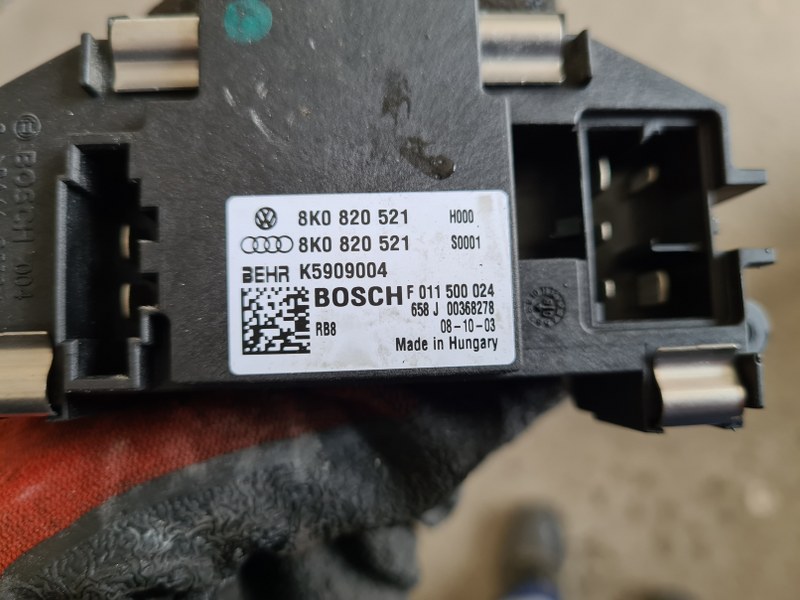 8K0 820 521 H000
8K0 820 521 S0001
BEHR K5909004
BOSCH F 011 500 024
658 J 00368278
RB8 08-10-03
Made in Hungary
BOSCH